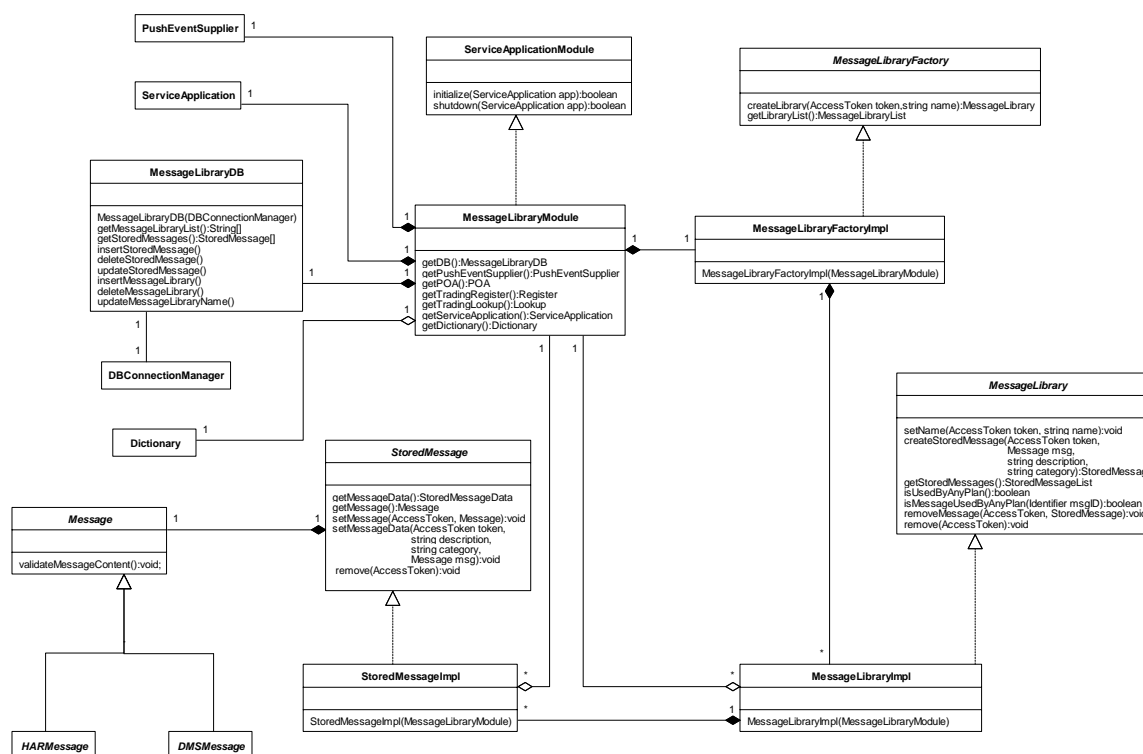 PushEventSupplier
1
ServiceApplication
1
ServiceApplicationModule
initialize(ServiceApplication app):boolean
shutdown(ServiceApplication app):boolean
MessageLibraryFactory
createLibrary(AccessToken token,string name):MessageLibrary
getLibraryList():MessageLibraryList
MessageLibraryDB
MessageLibraryDB(DBConnectionManager)
getMessageLibraryList():String[]
getStoredMessages():StoredMessage[]
insertStoredMessage()
deleteStoredMessage()
updateStoredMessage()
insertMessageLibrary()
deleteMessageLibrary()
updateMessageLibraryName()
1
1
1
DBConnectionManager
Dictionary
1
1
1
1
1
MessageLibraryModule
getDB():MessageLibraryDB
getPushEventSupplier():PushEventSupplier
getPOA():POA
getTradingRegister():Register
getTradingLookup():Lookup
getServiceApplication():ServiceApplication
getDictionary():Dictionary
1
1
1
1
MessageLibraryFactoryImpl
MessageLibraryFactoryImpl(MessageLibraryModule)
1
MessageLibrary
setName(AccessToken token, string name):void
createStoredMessage(AccessToken token,
Message msg,
string description,
string category):StoredMessag
getStoredMessages():StoredMessageList
isUsedByAnyPlan():boolean
isMessageUsedByAnyPlan(Identifier msgID):boolean
removeMessage(AccessToken, StoredMessage):void
remove(AccessToken):void
StoredMessage
getMessageData():StoredMessageData
getMessage():Message
setMessage(AccessToken, Message):void
setMessageData(AccessToken token,
string description,
string category,
Message msg):void
remove(AccessToken):void
1
1
Message
validateMessageContent():void;
HARMessage
DMSMessage
StoredMessageImpl
StoredMessageImpl(MessageLibraryModule)
*
*
1
*
*
MessageLibraryImpl
MessageLibraryImpl(MessageLibraryModule)